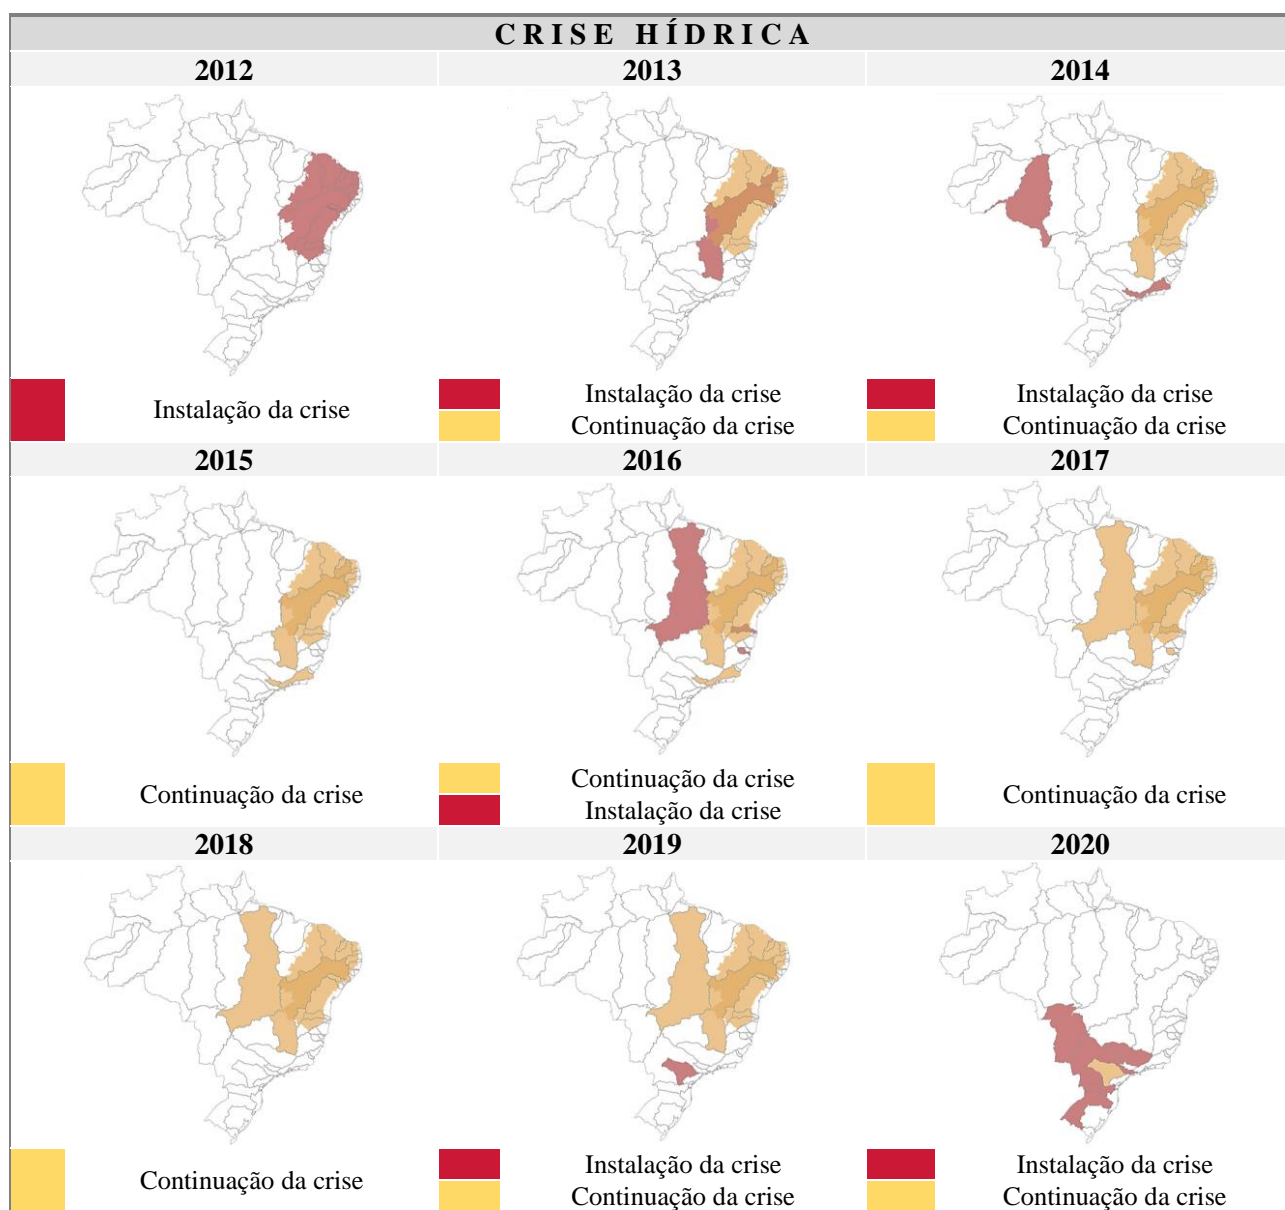 CRISE HÍDRICA
2012
2013
2014
Instalação da crise
Instalação da crise
Continuação da crise
Instalação da crise
Continuação da crise
2015
2016
2017
Continuação da crise
Continuação da crise
Instalação da crise
Continuação da crise
2018
2019
2020
Continuação da crise
Instalação da crise
Continuação da crise
Instalação da crise
Continuação da crise